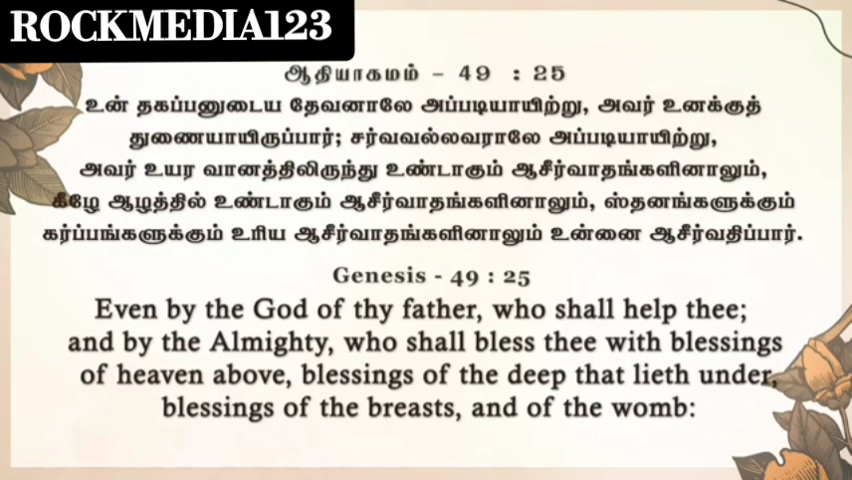 ROCKMEDIA123
ஆதியாகமம் – 49 : 25
உன் தகப்பனுடைய தேவனாலே அப்படியாயிற்று, அவர் உனக்குத்
துணையாயிருப்பார்; சர்வவல்லவராலே அப்படியாயிற்று,
அவர் உயர வானத்திலிருந்து உண்டாகும் ஆசீர்வாதங்களினாலும்,
கீழே ஆழத்தில் உண்டாகும் ஆசீர்வாதங்களினாலும், ஸ்தனங்களுக்கும்
கர்ப்பங்களுக்கும் உரிய ஆசீர்வாதங்களினாலும் உன்னை ஆசீர்வதிப்பார்.
Genesis - 49 : 25
Even by the God of thy father, who shall help thee;
and by the Almighty, who shall bless thee with blessings
of heaven above, blessings of the deep that lieth under,
blessings of the breasts, and of the womb: